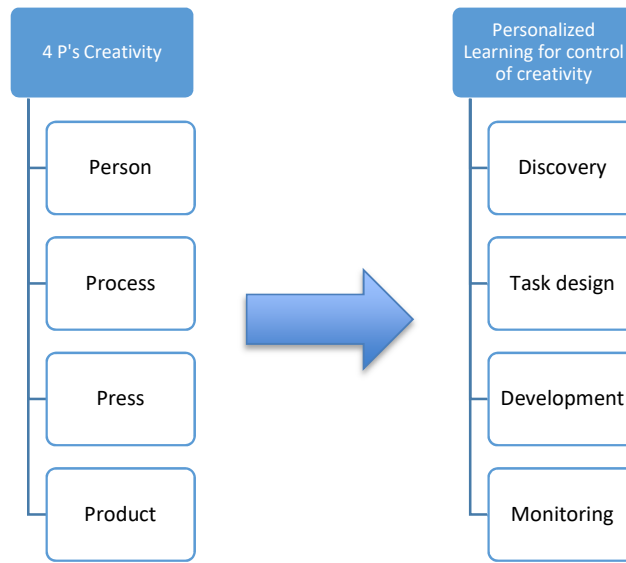 4 P's Creativity
Person
Process
Press
Product
Personalized
Learning for control
of creativity
Discovery
Task design
Development
Monitoring